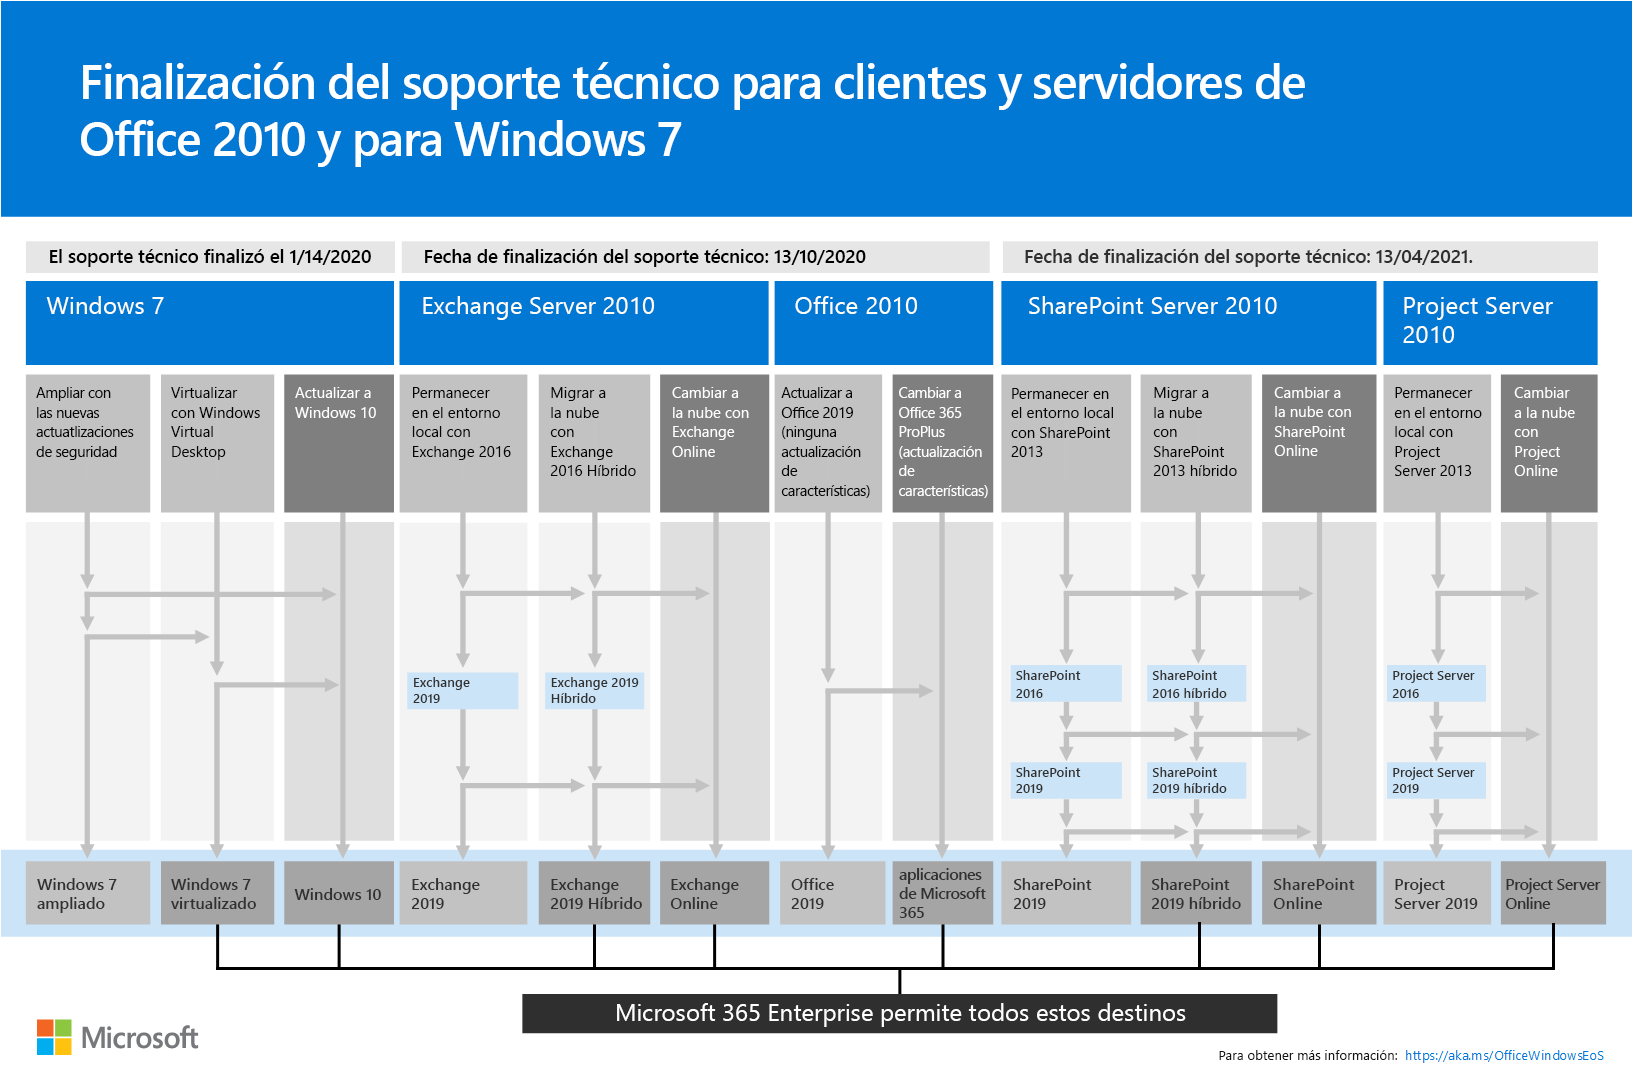 Finalización del soporte técnico para clientes y servidores de
Office 2010 y para Windows 7
El soporte técnico finalizó el 1/14/2020
Fecha de finalización del soporte técnico: 13/10/2020
Fecha de finalización del soporte técnico: 13/04/2021.
Windows 7
Exchange Server 2010
Office 2010
SharePoint Server 2010
Project Server
2010
Ampliar con
las nuevas
actuatlizaciones
de seguridad
Virtualizar
con Windows
Virtual
Desktop
Actualizar a
Windows 10
Permanecer
en el entorno
local con
Exchange 2016
Migrar a
la nube
con
Exchange
2016 Híbrido
Cambiar a
la nube con
Exchange
Online
Actualizar a
Office 2019
(ninguna
actualización
de
características)
Cambiar a
Office 365
ProPlus
(actualización
de
características)
Permanecer en
el entorno local
con SharePoint
2013
Migrar a
la nube
con
SharePoint
2013 híbrido
Cambiar a
la nube con
SharePoint
Online
Permanecer
en el entorno
local con
Project
Server 2013
Cambiar
a la nube
con
Project
Online
Exchange
2019
Exchange 2019
Híbrido
SharePoint
2016
SharePoint
2016 híbrido
Project Server
2016
SharePoint
2019
SharePoint
2019 híbrido
Project Server
2019
Windows 7
ampliado
Windows 7
virtualizado
Windows 10
Exchange
2019
Exchange
2019 Híbrido
Exchange
Online
Office
2019
aplicaciones
de Microsoft
365
SharePoint
2019
SharePoint
2019 híbrido
SharePoint
Online
Project
Server 2019
Project Server
Online
Microsoft 365 Enterprise permite todos estos destinos
Microsoft
Para obtener más información: https://aka.ms/OfficeWindowsEoS